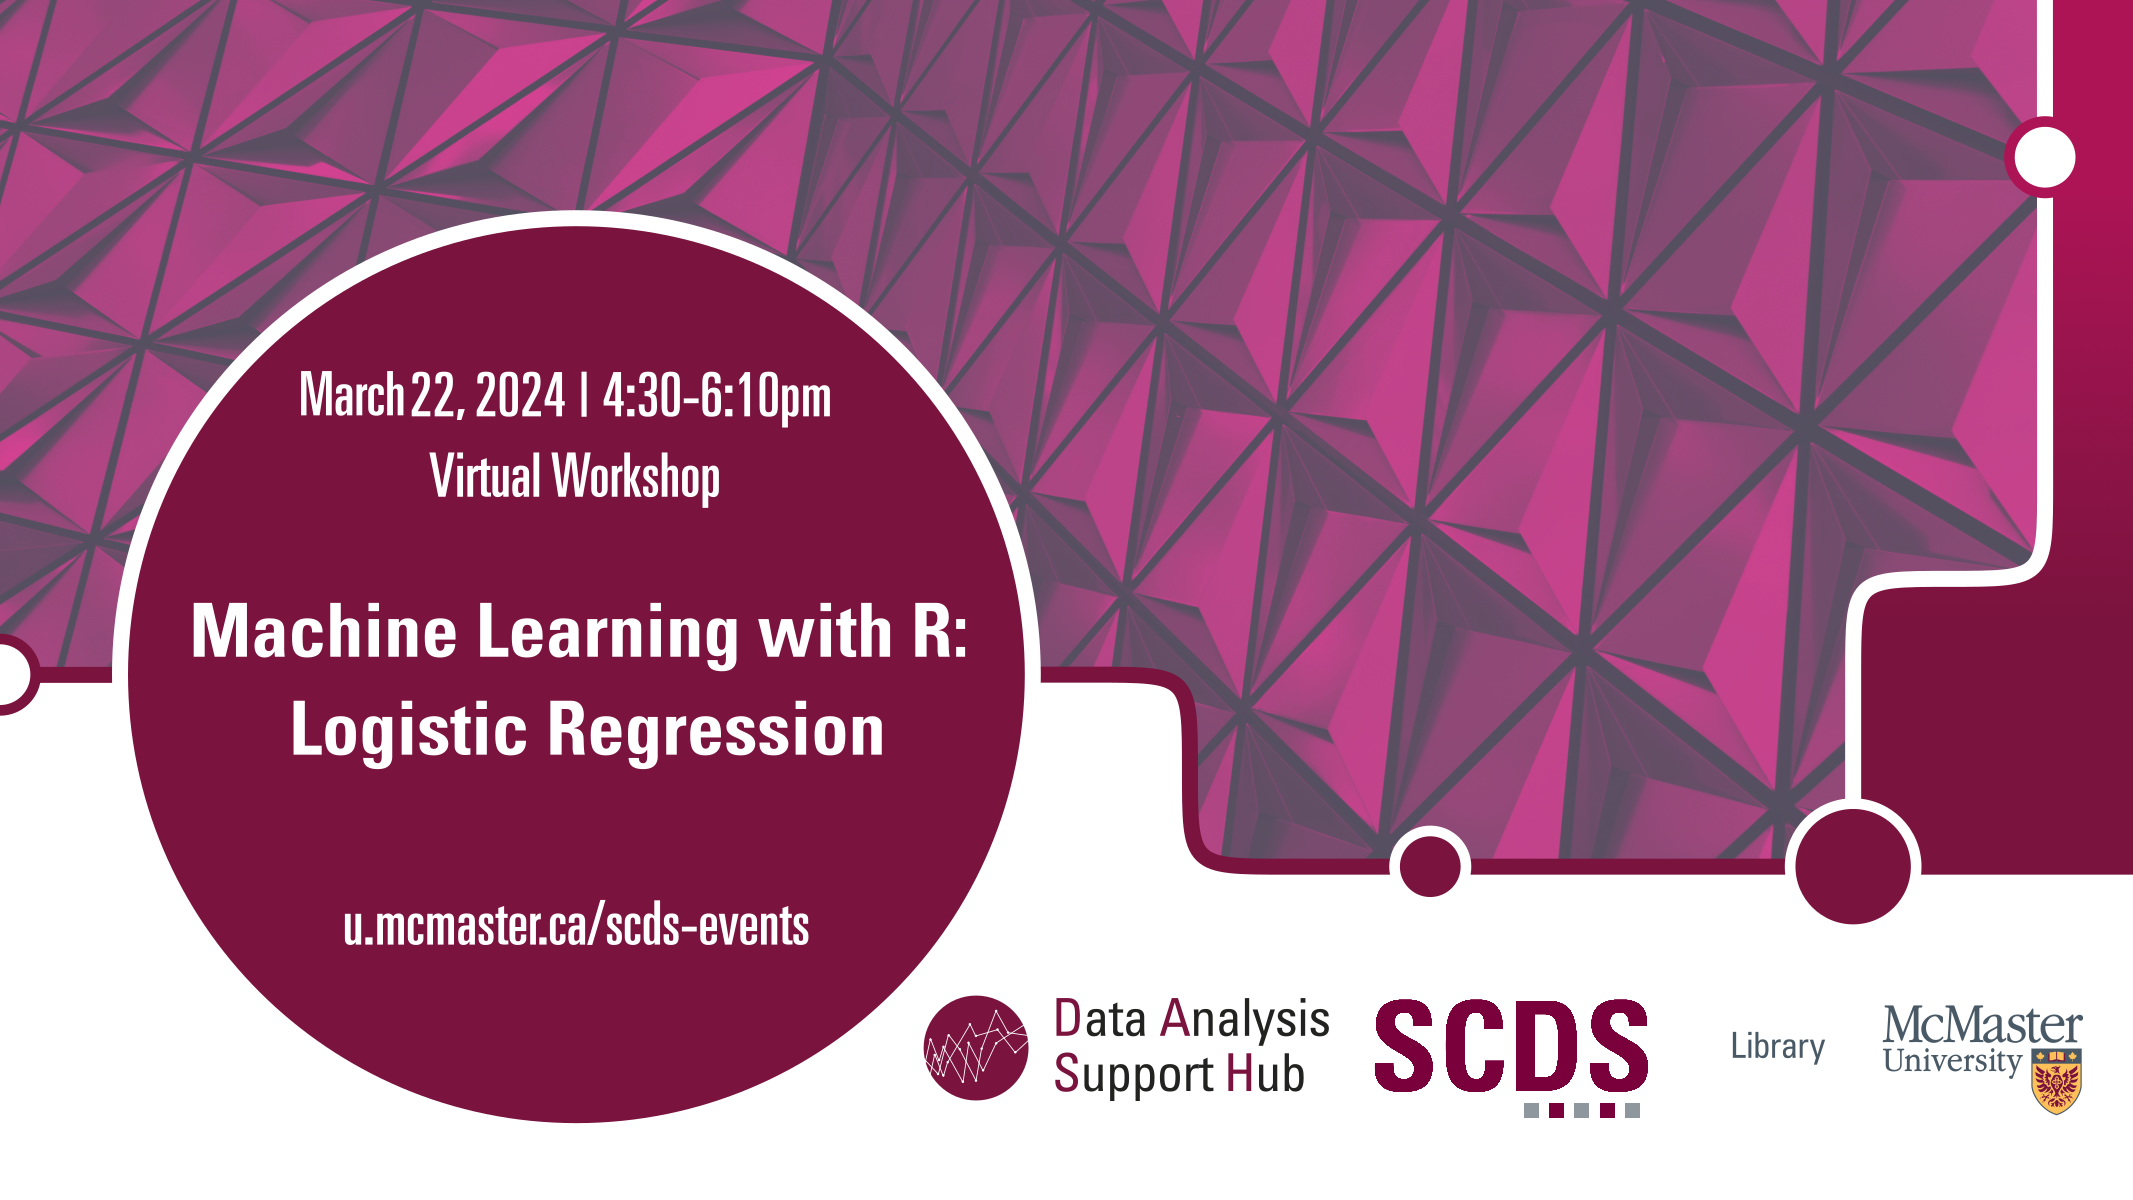 March 22, 2024 | 4:30-6:10pm
Virtual Workshop
Machine Learning with R:
Logistic Regression
u.mcmaster.ca/scds-events
Data Analysis
Support Hub
SCDS
Library
McMaster
University